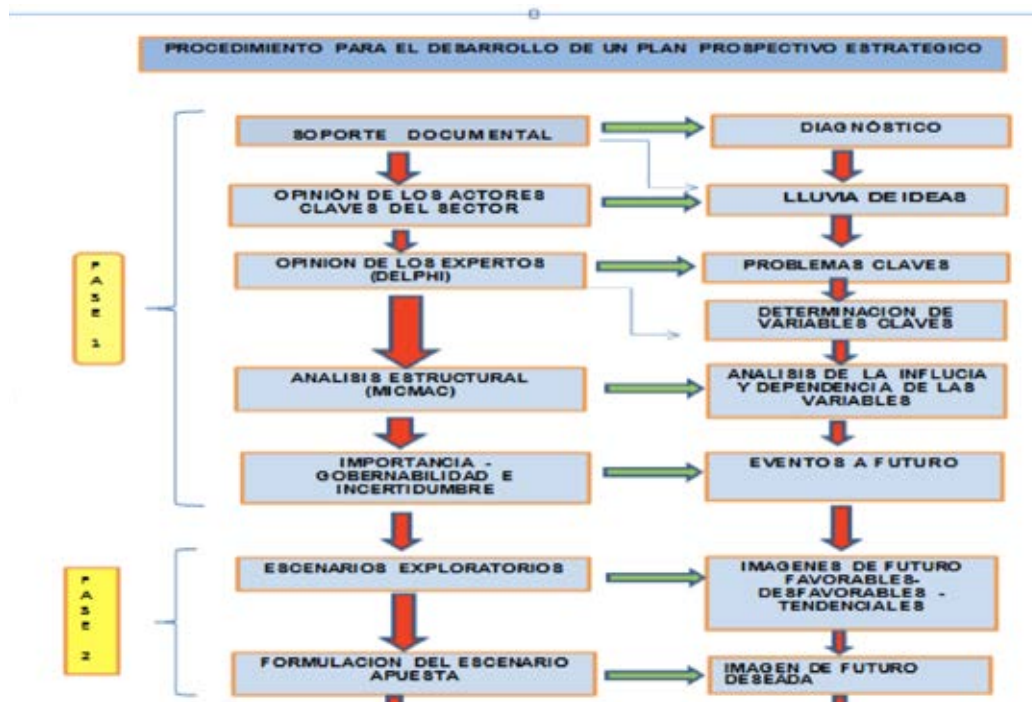 PROCEDIMIENTO PARA EL DESARROLLO DE UN PLAN PROSPECTIVO ESTRATEGICO
SOPORTE DOCUMENTAL
DIAGNÓSTICO
OPINIÓN DE LOS ACTORES
CLAVES DEL SECTOR
LLUVIA DE IDEAS
OPINION DE LOS EXPERTOS
(DELPHI)
PROBLEMAS CLAVES
DETERMINACION DE
VARIABLES CLAVES
FASE 1
ANALISIS ESTRUCTURAL
(MICMAC)
ANALISIS DE LA INFLUCIA
Y DEPENDENCIA DE LAS
VARIABLES
IMPORTANCIA -
GOBERNABILIDAD E
INCERTIDUMBRE
EVENTOS A FUTURO
ESCENARIOS EXPLORATORIOS
IMAGENES DE FUTURO
FAVORABLES-
DESFAVORABLES -
TENDENCIALES
FASE 2
FORMULACION DEL ESCENARIO
APUESTA
IMAGEN DE FUTURO
DESEADA